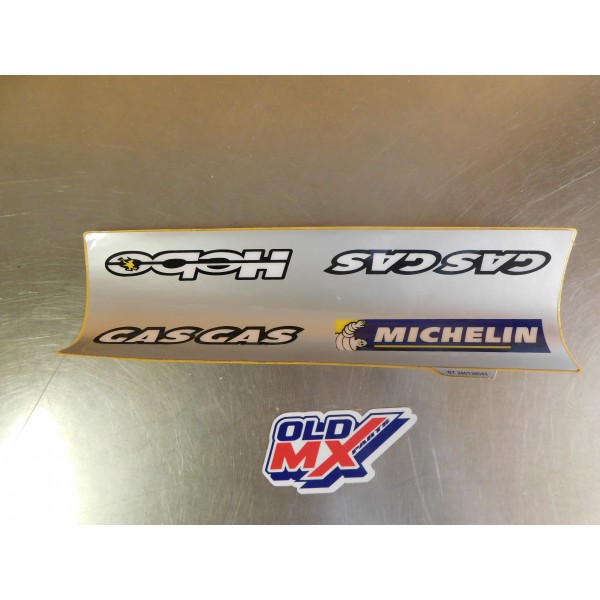 Hebo
GAS GAS
GAS GAS
MICHELIN
OLD
MX
PARTS